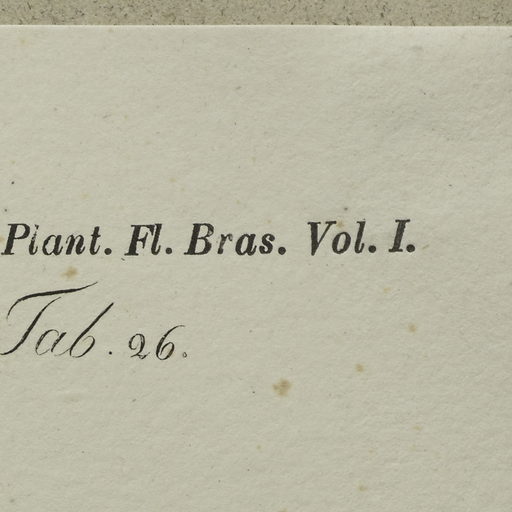 Plant. Fl. Bras. Vol. I.
Tab. 26.